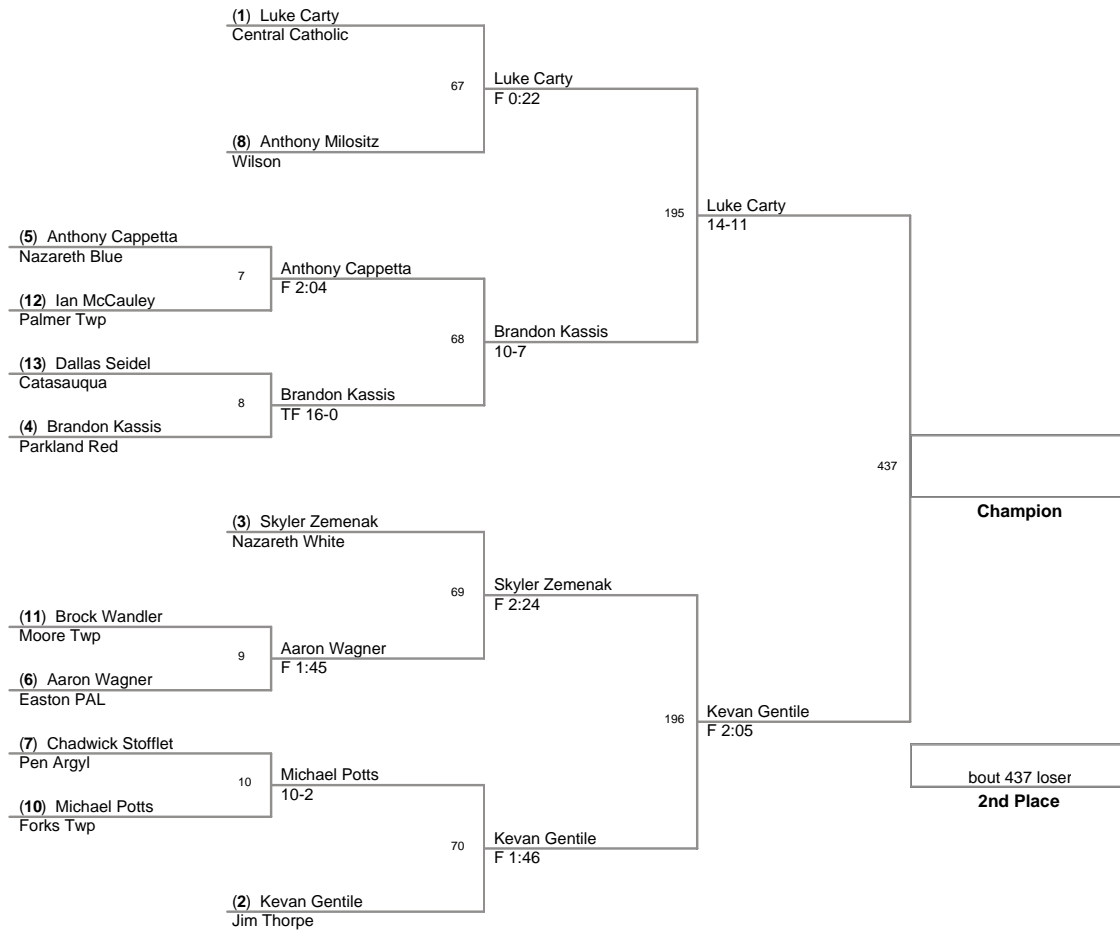 (1) Luke Carty
Central Catholic
67
Luke Carty
F 0:22
(8) Anthony Milositz
Wilson
195
Luke Carty
14-11
(5) Anthony Cappetta
Nazareth Blue
7
Anthony Cappetta
F 2:04
(12) Ian McCauley
Palmer Twp
68
Brandon Kassis
10-7
(13) Dallas Seidel
Catasauqua
8
Brandon Kassis
TF 16-0
(4) Brandon Kassis
Parkland Red
437
Champion
(3) Skyler Zemenak
Nazareth White
69
Skyler Zemenak
F 2:24
(11) Brock Wandler
Moore Twp
9
Aaron Wagner
F 1:45
(6) Aaron Wagner
Easton PAL
196
Kevan Gentile
F 2:05
(7) Chadwick Stofflet
Pen Argyl
10
Michael Potts
10-2
(10) Michael Potts
Forks Twp
70
Kevan Gentile
F 1:46
(2) Kevan Gentile
Jim Thorpe
bout 437 loser
2nd Place